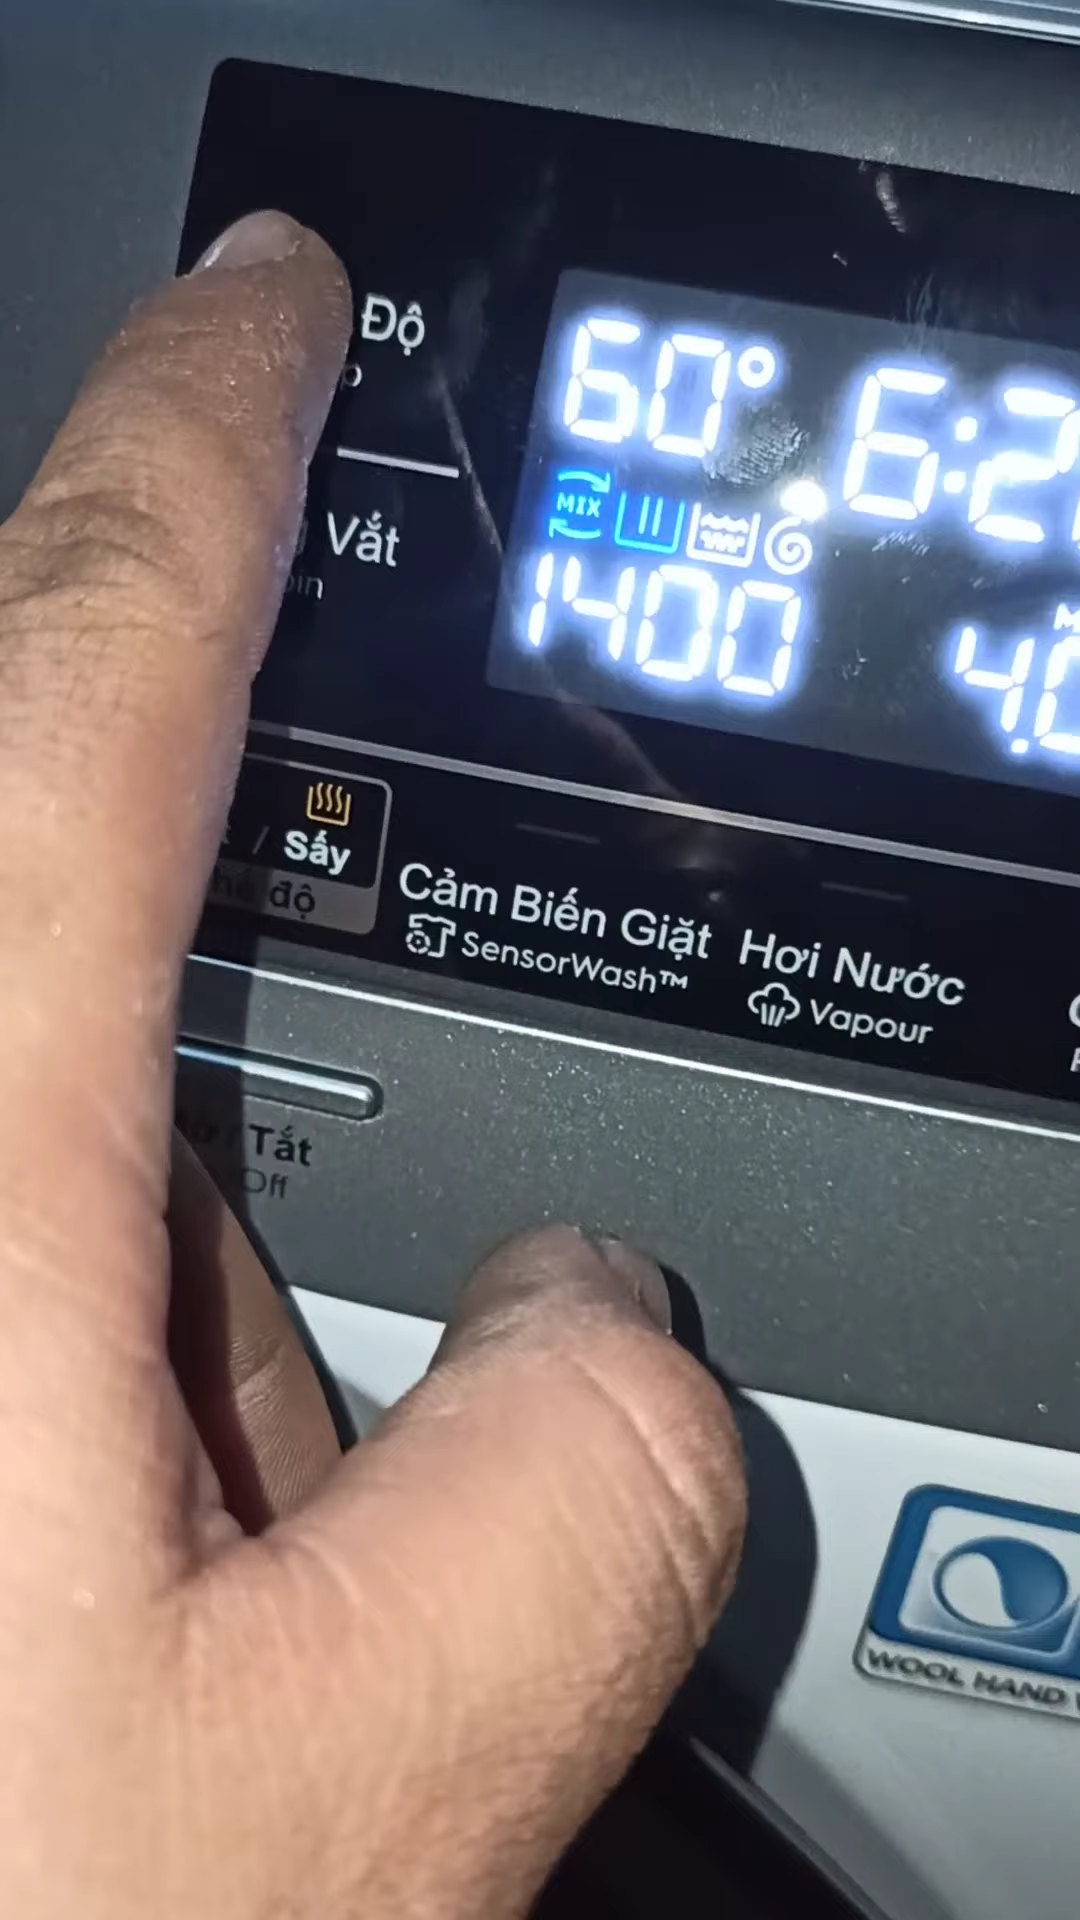 Độ
60° 6:2
Vắt
MIX
1400
4.0
Sấy
độ
Cảm Biến Giặt
SensorWash™
Hơi Nước
Vapour
Tắt
Off
WOOL HAND